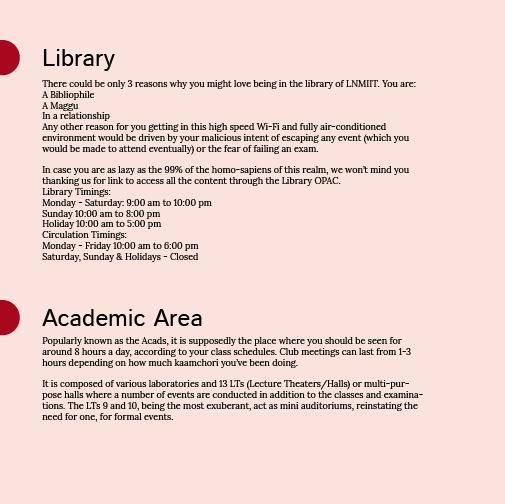 Library
There could be only 3 reasons why you might love being in the library of LNMIIT. You are:
A Bibliophile
A Maggu
In a relationship
Any other reason for you getting in this high speed Wi-Fi and fully air-conditioned
environment would be driven by your malicious intent of escaping any event (which you
would be made to attend eventually) or the fear of failing an exam.
In case you are as lazy as the 99% of the homo-sapiens of this realm, we won't mind you
thanking us for link to access all the content through the Library OPAC.
Library Timings:
Monday - Saturday: 9:00 am to 10:00 pm
Sunday 10:00 am to 8:00 pm
Holiday 10:00 am to 5:00 pm
Circulation Timings:
Monday - Friday 10:00 am to 6:00 pm
Saturday, Sunday & Holidays - Closed
Academic Area
Popularly known as the Acads, it is supposedly the place where you should be seen for
around 8 hours a day, according to your class schedules. Club meetings can last from 1-3
hours depending on how much kaamchori you've been doing.
It is composed of various laboratories and 13 LTs (Lecture Theaters/Halls) or multi-pur-
pose halls where a number of events are conducted in addition to the classes and examina-
tions. The LTs 9 and 10, being the most exuberant, act as mini auditoriums, reinstating the
need for one, for formal events.